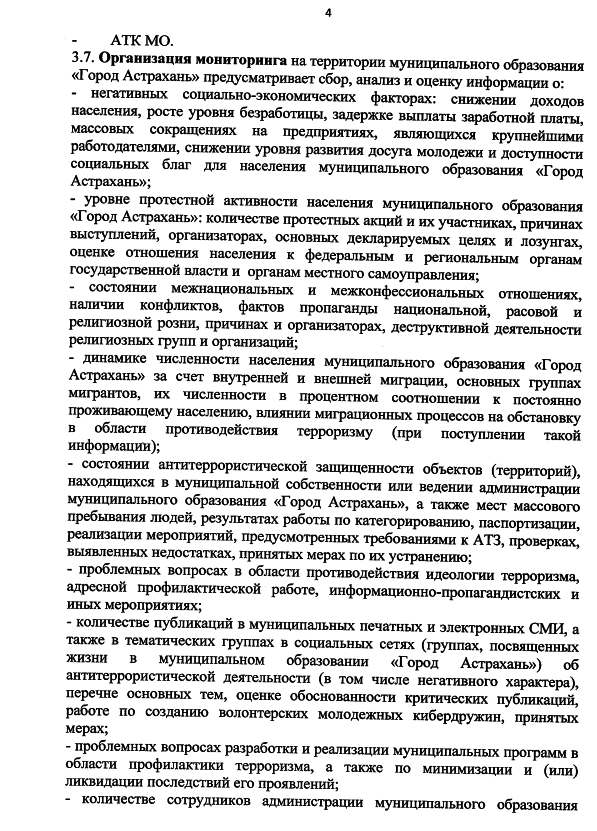 4
- АТК МО.
3.7. Организация мониторинга на территории муниципального образования
«Город Астрахань» предусматривает сбор, анализ и оценку информации о:
- негативных социально-экономических факторах: снижении доходов
населения, росте уровня безработицы, задержке выплаты заработной платы,
массовых сокращениях на предприятиях, являющихся крупнейшими
работодателями, снижении уровня развития досуга молодежи и доступности
социальных благ для населения муниципального образования «Город
Астрахань»;
- уровне протестной активности населения муниципального образования
«Город Астрахань»: количестве протестных акций и их участниках, причинах
выступлений, организаторах, основных декларируемых целях и лозунгах,
оценке отношения населения к федеральным и региональным органам
государственной власти и органам местного самоуправления;
- состоянии межнациональных и межконфессиональных отношениях,
наличии конфликтов, фактов пропаганды национальной, расовой и
религиозной розни, причинах и организаторах, деструктивной деятельности
религиозных групп и организаций;
- динамике численности населения муниципального образования «Город
Астрахань» за счет внутренней и внешней миграции, основных группах
мигрантов, их численности в процентном соотношении к постоянно
проживающему населению, влиянии миграционных процессов на обстановку
в области противодействия терроризму (при поступлении такой
информации);
- состоянии антитеррористической защищенности объектов (территорий),
находящихся в муниципальной собственности или ведении администрации
муниципального образования «Город Астрахань», а также мест массового
пребывания людей, результатах работы по категорированию, паспортизации,
реализации мероприятий, предусмотренных требованиями к АТЗ, проверках,
выявленных недостатках, принятых мерах по их устранению;
- проблемных вопросах в области противодействия идеологии терроризма,
адресной профилактической работе, информационно-пропагандистских и
иных мероприятиях;
- количестве публикаций в муниципальных печатных и электронных СМИ, а
также в тематических группах в социальных сетях (группах, посвященных
жизни в муниципальном образовании «Город Астрахань») об
антитеррористической деятельности (в том числе негативного характера),
перечне основных тем, оценке обоснованности критических публикаций,
работе по созданию волонтерских молодежных кибердружин, принятых
мерах;
- проблемных вопросах разработки и реализации муниципальных программ в
области профилактики терроризма, а также по минимизации и (или)
ликвидации последствий его проявлений;
- количестве сотрудников администрации муниципального образования